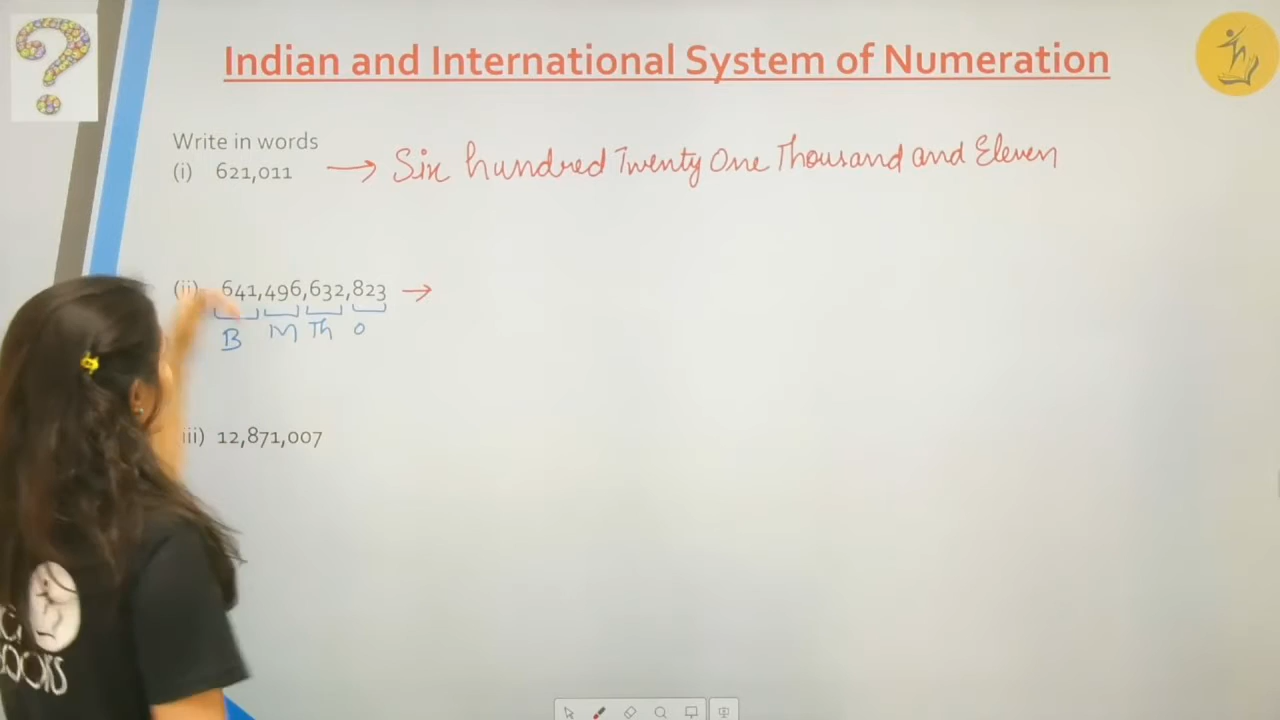 Indian and International System of Numeration
Write in words
(i) 621,011 → Six hundred Twenty One Thousand and Eleven
(ii) 641,496,632,823 →
B M Th O
iii) 12,871,007
OOKS